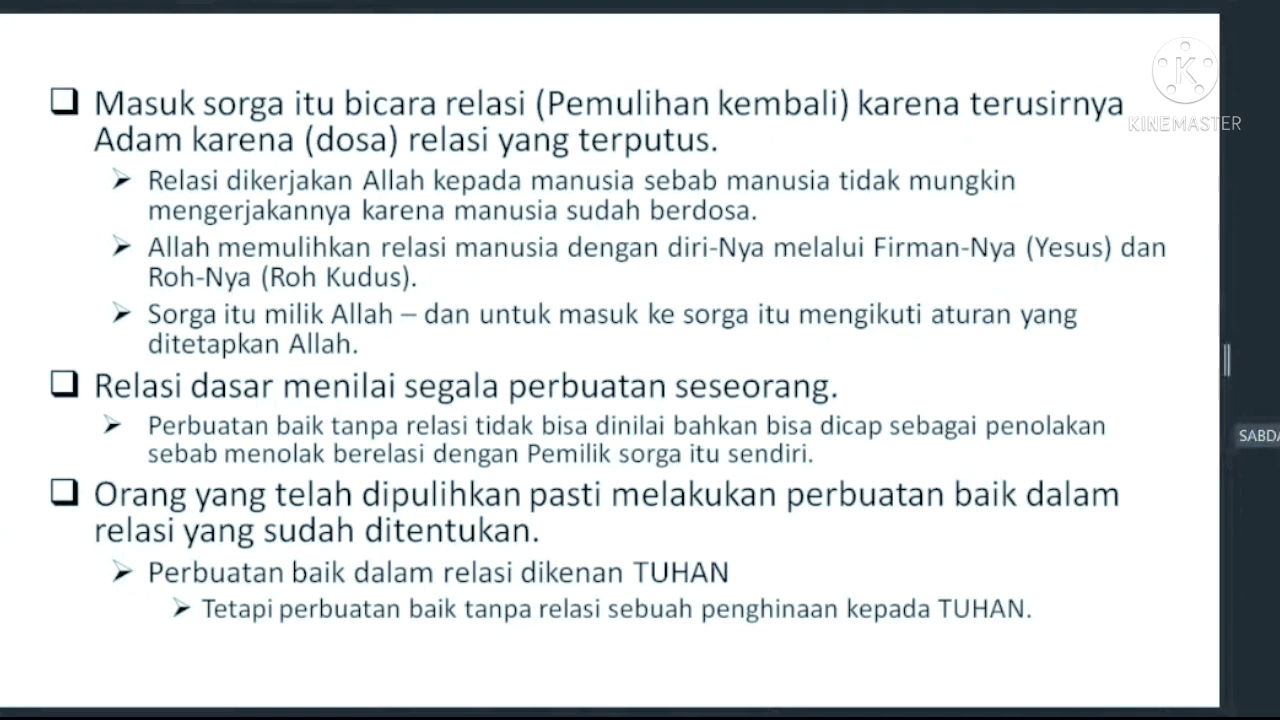 Masuk sorga itu bicara relasi (Pemulihan kembali) karena terusirnya
Adam karena (dosa) relasi yang terputus.
Relasi dikerjakan Allah kepada manusia sebab manusia tidak mungkin
mengerjakannya karena manusia sudah berdosa.
Allah memulihkan relasi manusia dengan diri-Nya melalui Firman-Nya (Yesus) dan
Roh-Nya (Roh Kudus).
Sorga itu milik Allah – dan untuk masuk ke sorga itu mengikuti aturan yang
ditetapkan Allah.
Relasi dasar menilai segala perbuatan seseorang.
Perbuatan baik tanpa relasi tidak bisa dinilai bahkan bisa dicap sebagai penolakan
sebab menolak berelasi dengan Pemilik sorga itu sendiri.
Orang yang telah dipulihkan pasti melakukan perbuatan baik dalam
relasi yang sudah ditentukan.
Perbuatan baik dalam relasi dikenan TUHAN
Tetapi perbuatan baik tanpa relasi sebuah penghinaan kepada TUHAN.
K
KINEMASTER